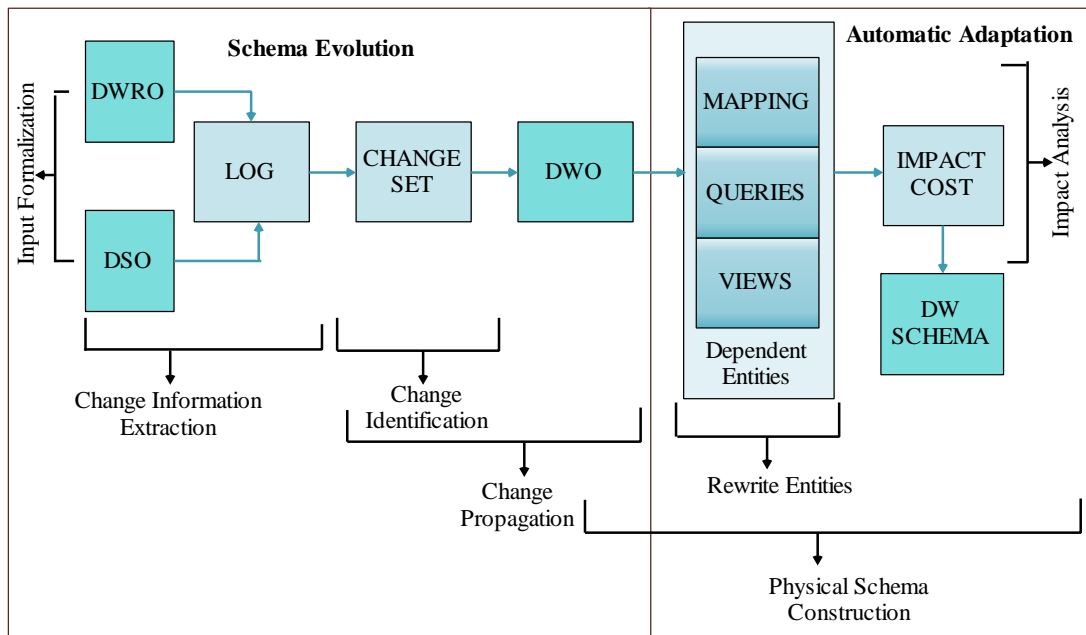 Schema Evolution
Automatic Adaptation
Input Formalization
DWRO
DSO
LOG
CHANGE
SET
DWO
MAPPING
QUERIES
VIEWS
Dependent
Entities
IMPACT
COST
DW
SCHEMA
Impact Analysis
Change Information
Extraction
Change
Identification
Change
Propagation
Rewrite Entities
Physical Schema
Construction